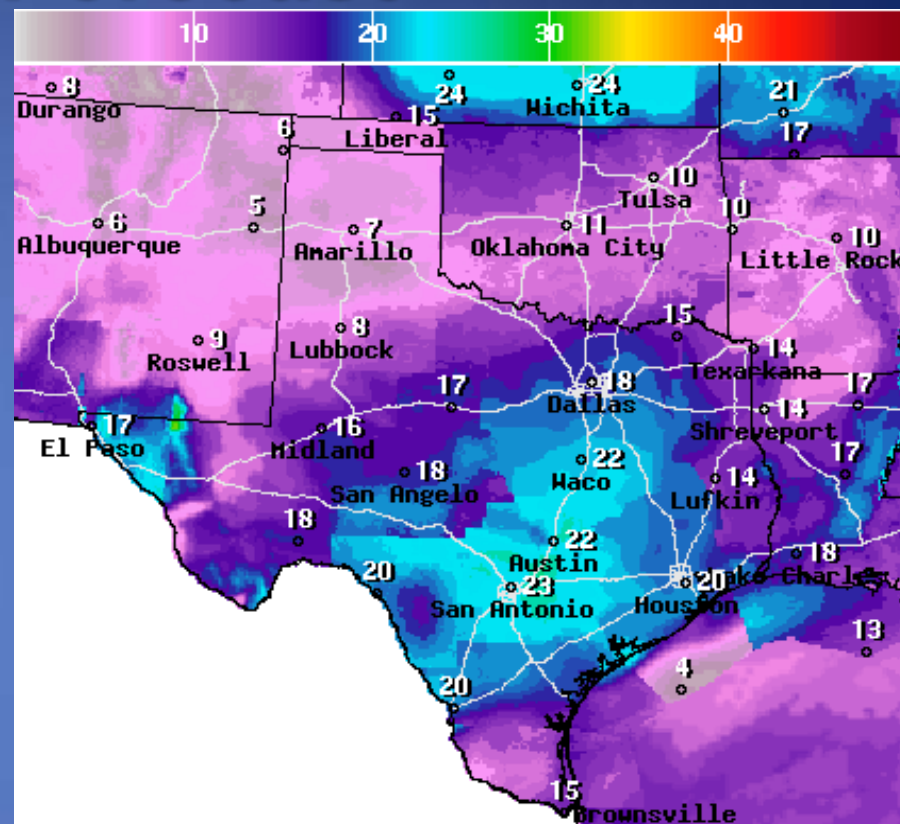 10 20 30 40
8
Durango
24
24
Wichita
21
15
Liberal
17
6
10
Tulsa
6
Albuquerque
5
7
Amarillo
11
Oklahoma City
10
10
Little Rock
9
Roswell
8
Lubbock
15
14
Texarkana
18
Dallas
17
14
Shreveport
17
17
El Paso
16
Midland
18
San Angelo
22
Waco
14
Lufkin
17
18
22
Austin
18
Lake Charles
20
23
San Antonio
20
Houston
13
4
20
15
Brownsville